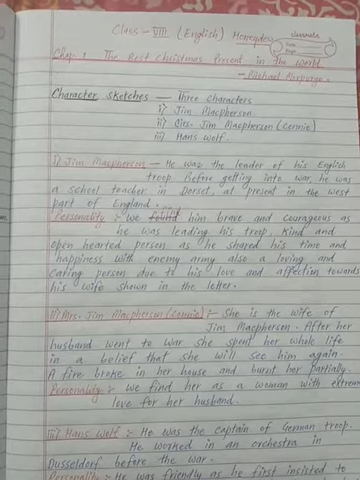 Class - VIII (English) Honeydew
classmate
Date
Page
Chap. 1 The Best Christmas Present in the World
- Michael Morpurgo.
Character Sketches — Three Characters
i) Jim Macpherson
ii) Mrs. Jim Macpherson (Connie)
iii) Hans Wolf.
i) Jim Macpherson — He was the leader of his English
troop. Before getting into war, he was
a school teacher in Dorset, at present in the west
part of England.
Personality :- We him brave and courageous as
he was leading his troop. Kind and
open hearted person as he shared his time and
happiness with enemy army also a loving and
caring person due to his love and affection towards
his wife shown in the letter.
ii) Mrs. Jim Macpherson (Connie) :- She is the wife of
Jim Macpherson. After her
husband went to war she spent her whole life
in a belief that she will see him again.
A fire broke in her house and burnt her partially.
Personality :- We find her as a woman with extreme
love for her husband.
iii) Hans Wolf :- He was the captain of German troop.
He worked in an orchestra in
Dusseldorf before the war.
Personality :- He was friendly as he first insisted to